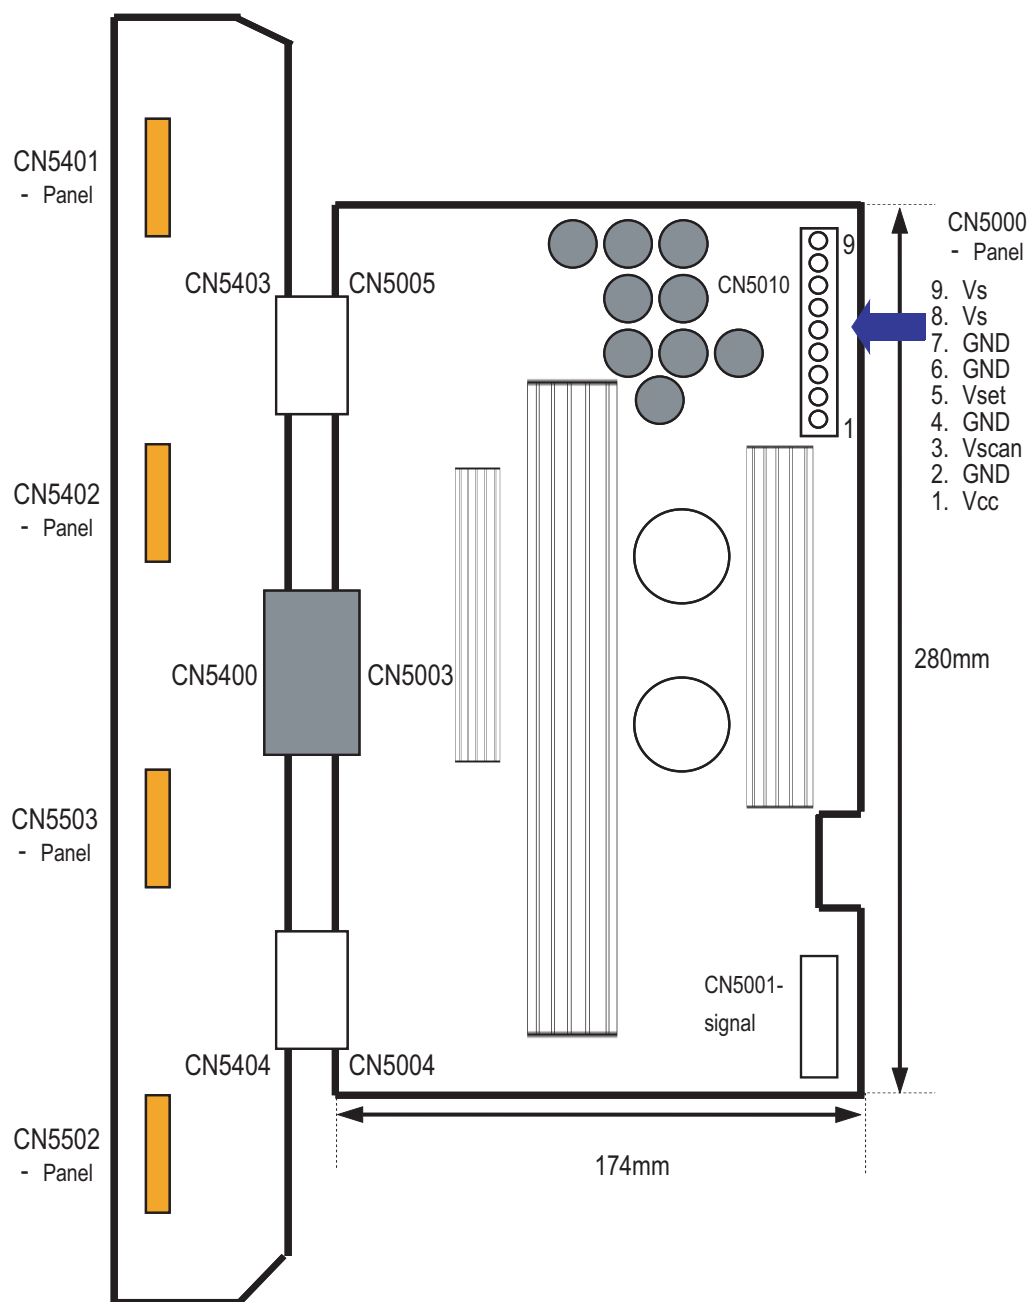 CN5401
- Panel
CN5403
CN5005
CN5010
9
1
CN5000
- Panel
9. Vs
8. Vs
7. GND
6. GND
5. Vset
4. GND
3. Vscan
2. GND
1. Vcc
CN5402
- Panel
CN5400
CN5003
280mm
CN5503
- Panel
CN5001-
signal
CN5404
CN5004
CN5502
- Panel
174mm